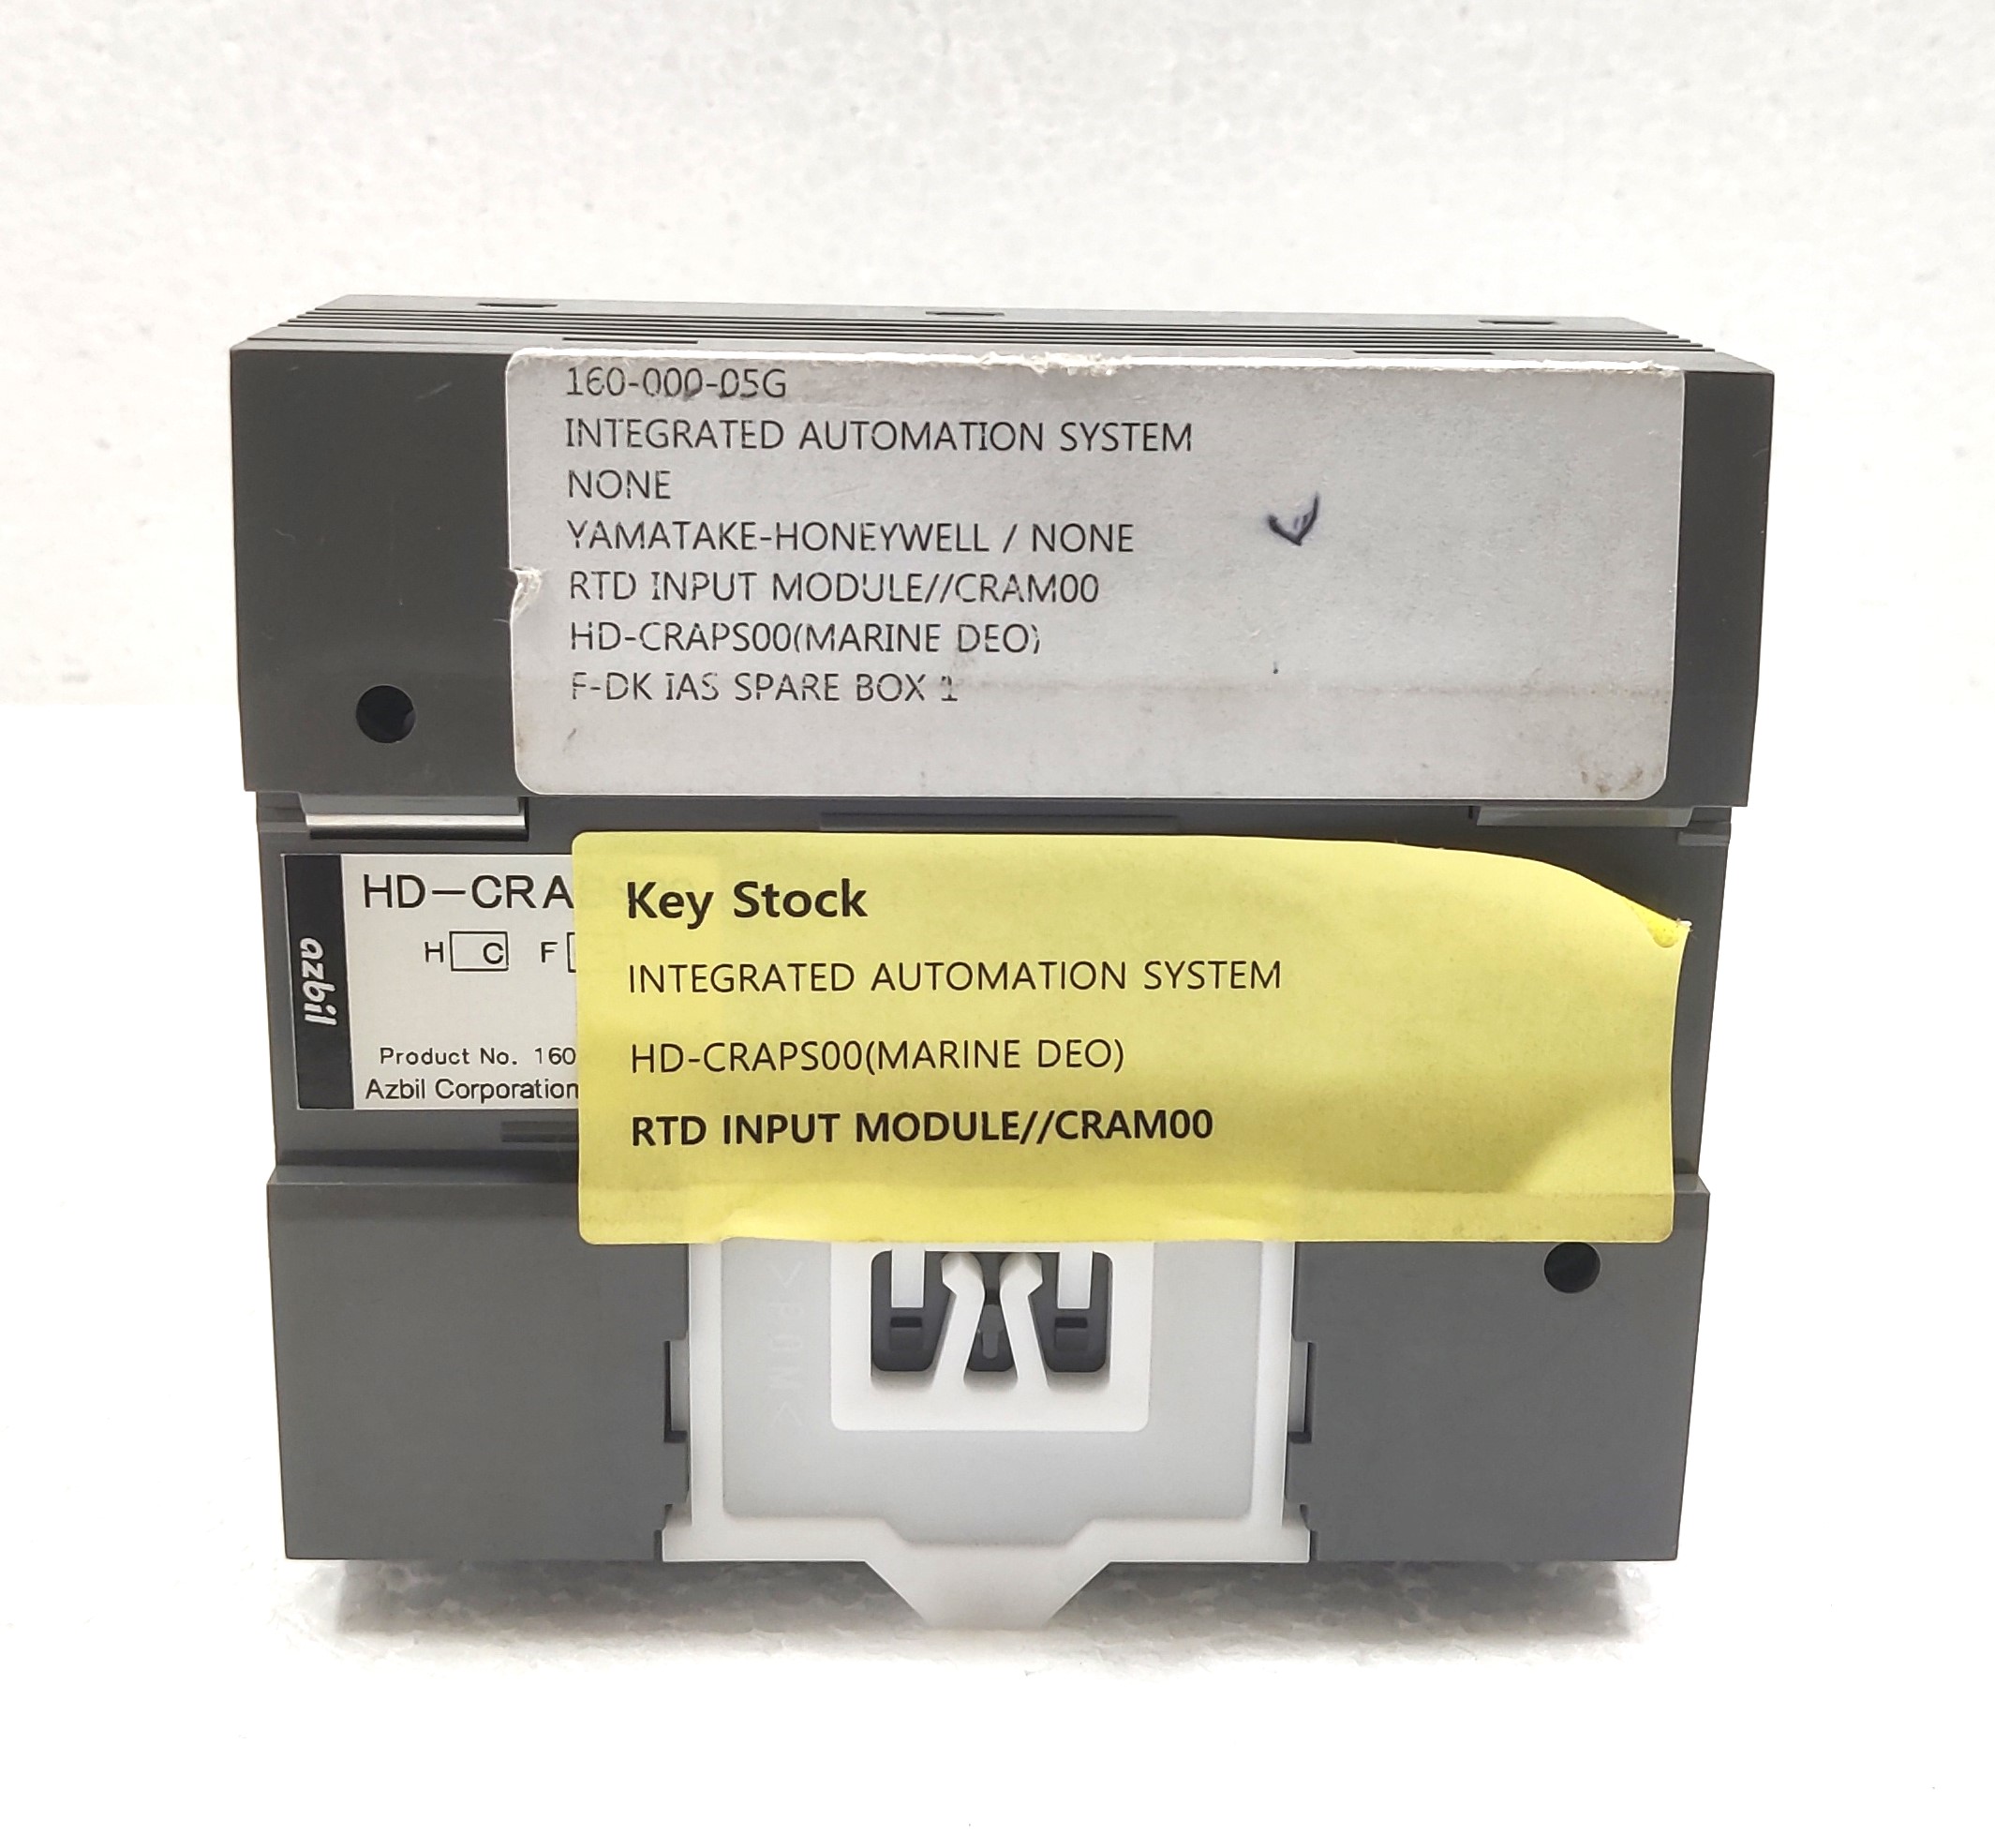 160-000-05G
INTEGRATED AUTOMATION SYSTEM
NONE
YAMATAKE-HONEYWELL / NONE
RTD INPUT MODULE//CRAM00
HD-CRAPS00(MARINE DEO)
F-DK IAS SPARE BOX 1
azbil
HD-CRA
H C F
Product No. 160
Azbil Corporation
Key Stock
INTEGRATED AUTOMATION SYSTEM
HD-CRAPS00(MARINE DEO)
RTD INPUT MODULE//CRAM00
>POM<